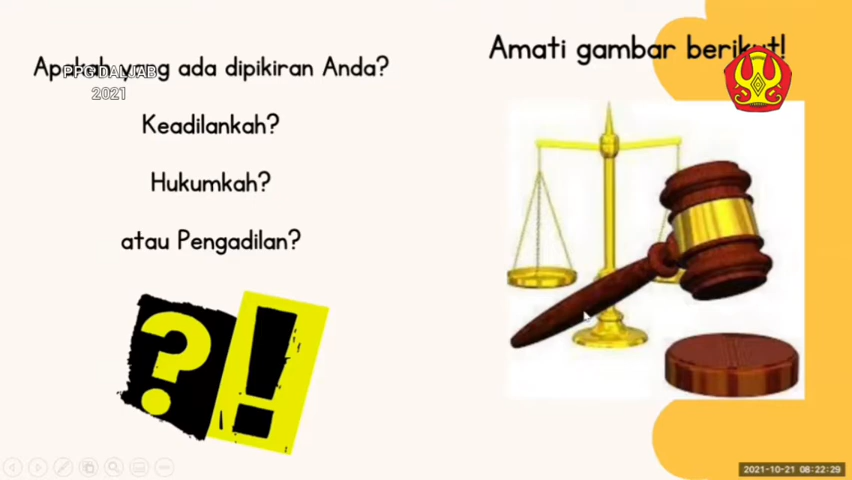 Apakah yang ada dipikiran Anda?
PPG DALJAB
2021
Keadilankah?
Hukumkah?
atau Pengadilan?
Amati gambar berikut!
2021-10-21 08:22:29